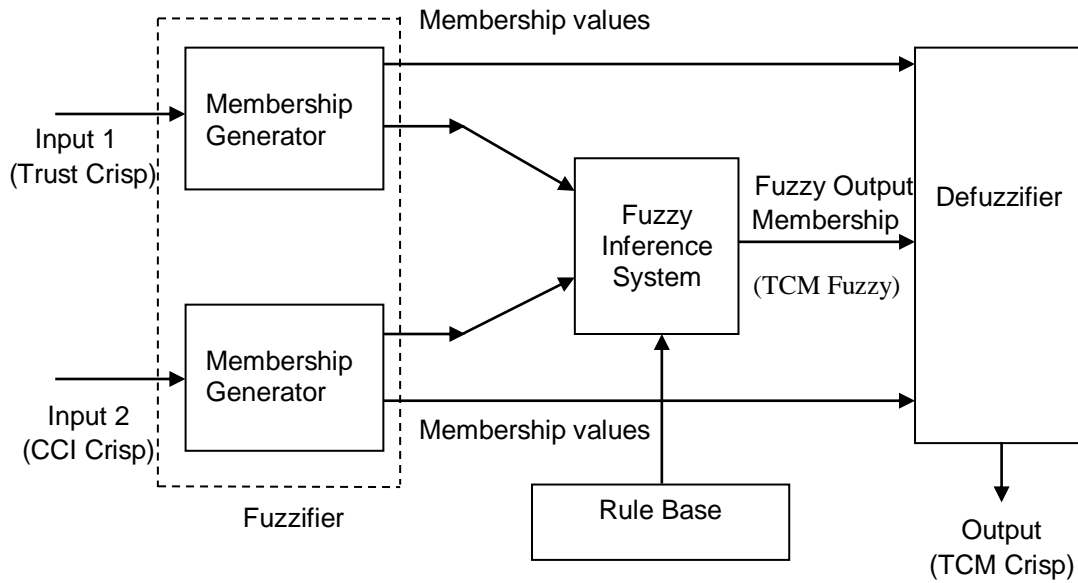 Membership values
Membership
Generator
Input 1
(Trust Crisp)
Fuzzy
Inference
System
Fuzzy Output
Membership
(TCM Fuzzy)
Defuzzifier
Membership
Generator
Input 2
(CCI Crisp)
Membership values
Fuzzifier
Rule Base
Output
(TCM Crisp)